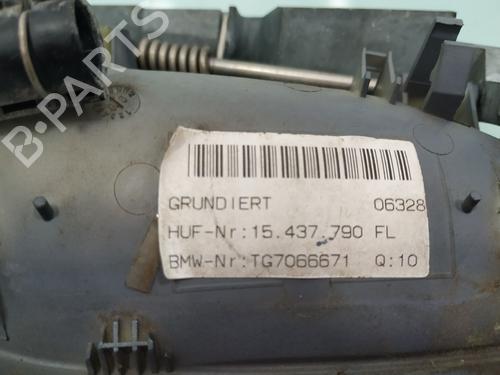 B-PARTS
GRUNDIERT 06328
HUF-Nr:15.437.790 FL
BMW-Nr:TG7066671 Q:10